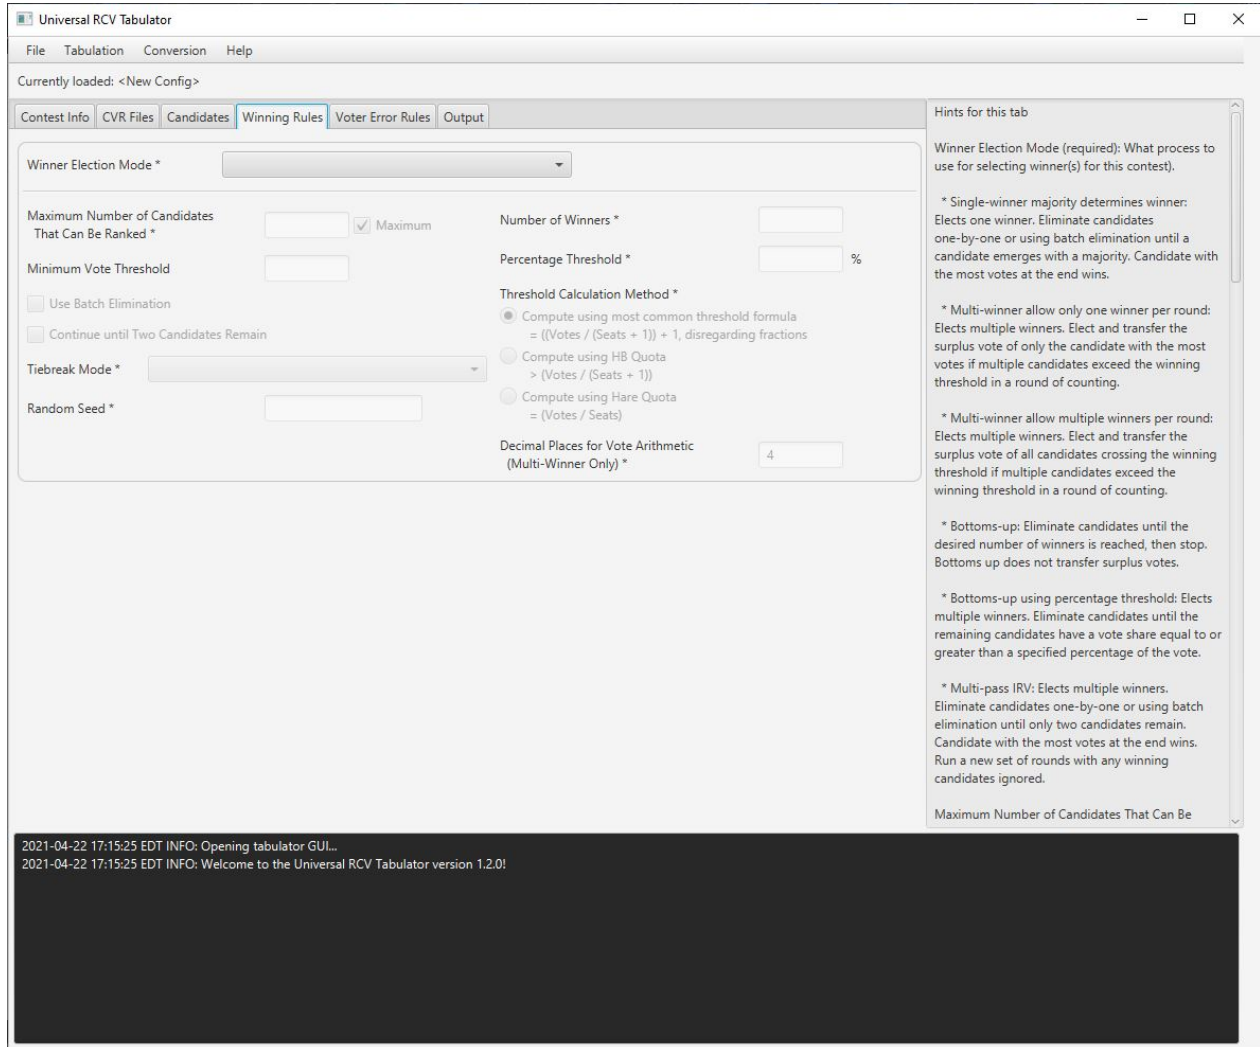 Universal RCV Tabulator
File Tabulation Conversion Help
Currently loaded: <New Config>
Contest Info CVR Files Candidates Winning Rules Voter Error Rules Output
Winner Election Mode *
Maximum Number of Candidates
That Can Be Ranked *
Maximum
Minimum Vote Threshold
Use Batch Elimination
Continue until Two Candidates Remain
Tiebreak Mode *
Random Seed *
Number of Winners *
Percentage Threshold *
%
Threshold Calculation Method *
Compute using most common threshold formula
= ((Votes / (Seats + 1)) + 1, disregarding fractions
Compute using HB Quota
> (Votes / (Seats + 1))
Compute using Hare Quota
= (Votes / Seats)
Decimal Places for Vote Arithmetic
(Multi-Winner Only) *
4
Hints for this tab
Winner Election Mode (required): What process to
use for selecting winner(s) for this contest).
* Single-winner majority determines winner:
Elects one winner. Eliminate candidates
one-by-one or using batch elimination until a
candidate emerges with a majority. Candidate with
the most votes at the end wins.
* Multi-winner allow only one winner per round:
Elects multiple winners. Elect and transfer the
surplus vote of only the candidate with the most
votes if multiple candidates exceed the winning
threshold in a round of counting.
* Multi-winner allow multiple winners per round:
Elects multiple winners. Elect and transfer the
surplus vote of all candidates crossing the winning
threshold if multiple candidates exceed the
winning threshold in a round of counting.
* Bottoms-up: Eliminate candidates until the
desired number of winners is reached, then stop.
Bottoms up does not transfer surplus votes.
* Bottoms-up using percentage threshold: Elects
multiple winners. Eliminate candidates until the
remaining candidates have a vote share equal to or
greater than a specified percentage of the vote.
* Multi-pass IRV: Elects multiple winners.
Eliminate candidates one-by-one or using batch
elimination until only two candidates remain.
Candidate with the most votes at the end wins.
Run a new set of rounds with any winning
candidates ignored.
Maximum Number of Candidates That Can Be
2021-04-22 17:15:25 EDT INFO: Opening tabulator GUI...
2021-04-22 17:15:25 EDT INFO: Welcome to the Universal RCV Tabulator version 1.2.0!